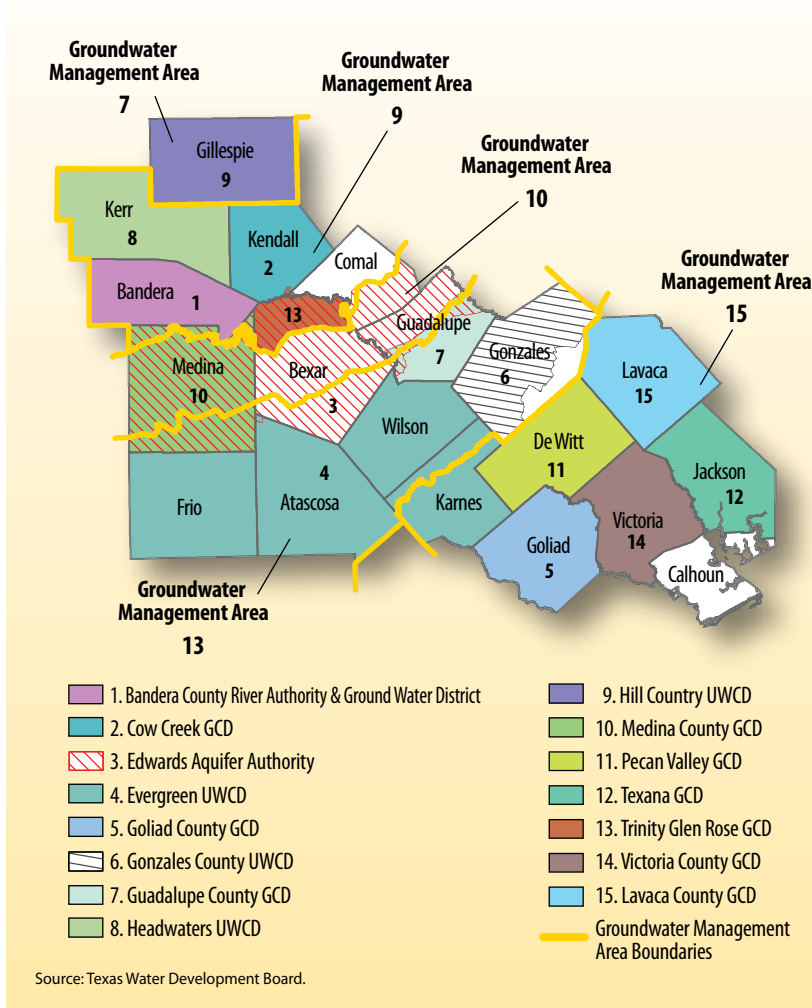 Groundwater
Management Area
7
Groundwater
Management Area
9
Groundwater
Management Area
10
Groundwater
Management Area
15
Gillespie
9
Kerr
8
Kendall
2
Comal
Bandera
1
13
Guadalupe
7
Medina
10
Bexar
3
Gonzales
6
Lavaca
15
Wilson
De Witt
11
4
Atascosa
Frio
Karnes
Jackson
12
Victoria
14
Goliad
5
Calhoun
Groundwater
Management Area
13
1. Bandera County River Authority & Ground Water District
2. Cow Creek GCD
3. Edwards Aquifer Authority
4. Evergreen UWCD
5. Goliad County GCD
6. Gonzales County UWCD
7. Guadalupe County GCD
8. Headwaters UWCD
9. Hill Country UWCD
10. Medina County GCD
11. Pecan Valley GCD
12. Texana GCD
13. Trinity Glen Rose GCD
14. Victoria County GCD
15. Lavaca County GCD
Groundwater Management
Area Boundaries
Source: Texas Water Development Board.